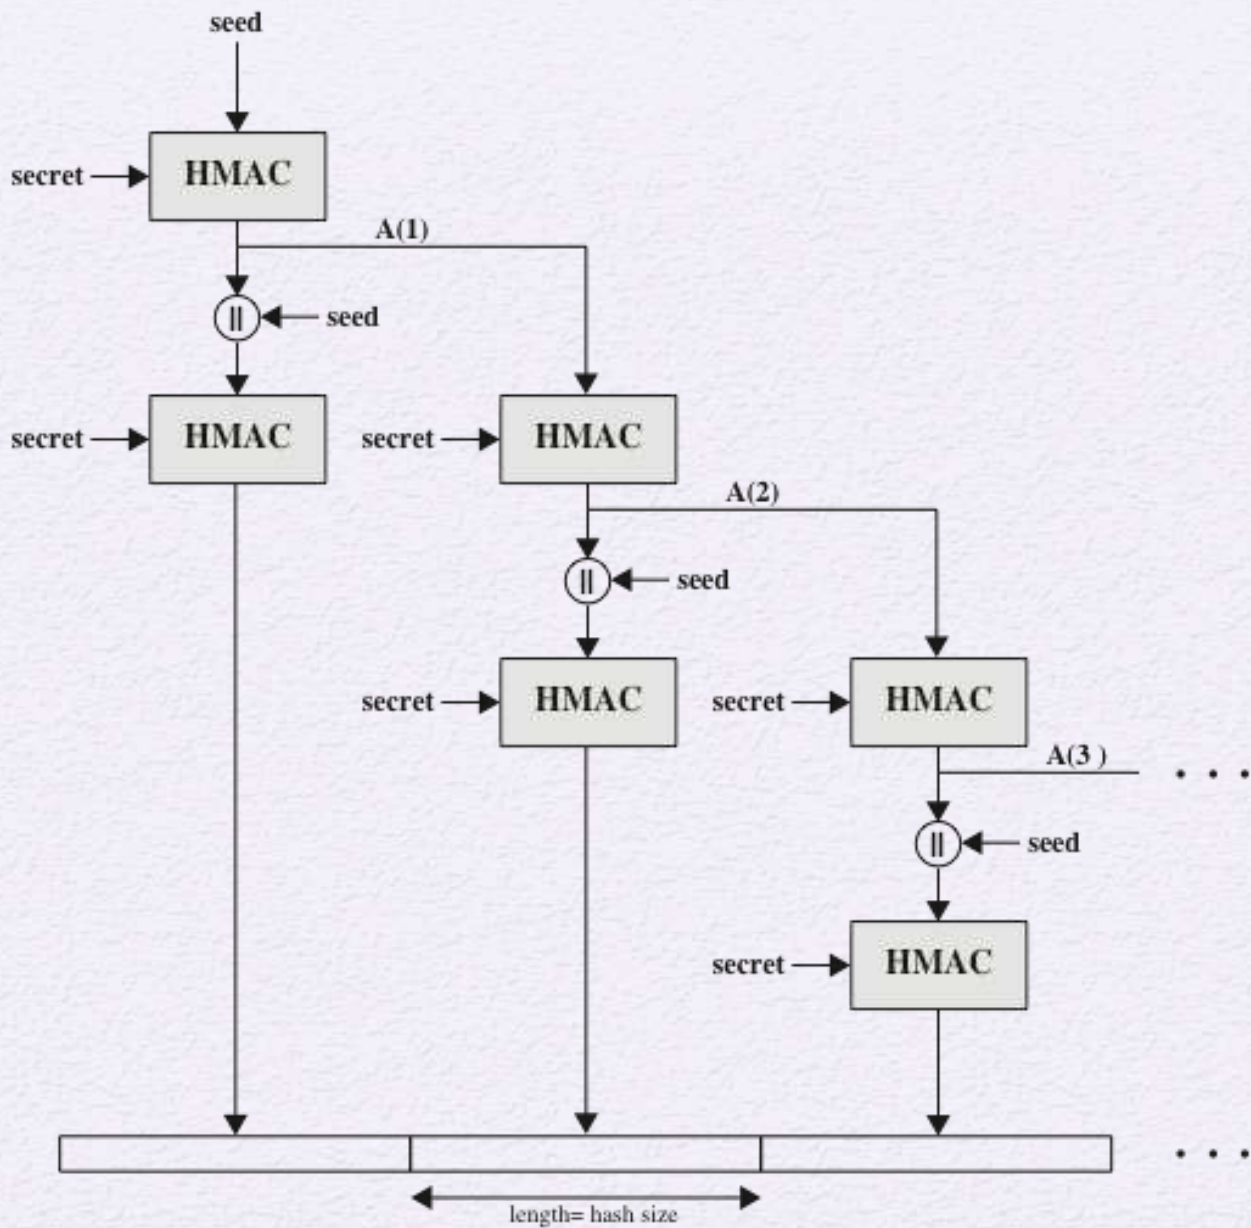 seed
secret
HMAC
A(1)
||
seed
secret
HMAC
secret
HMAC
A(2)
||
seed
secret
HMAC
secret
HMAC
A(3 )
. . .
||
seed
secret
HMAC
. . .
length= hash size